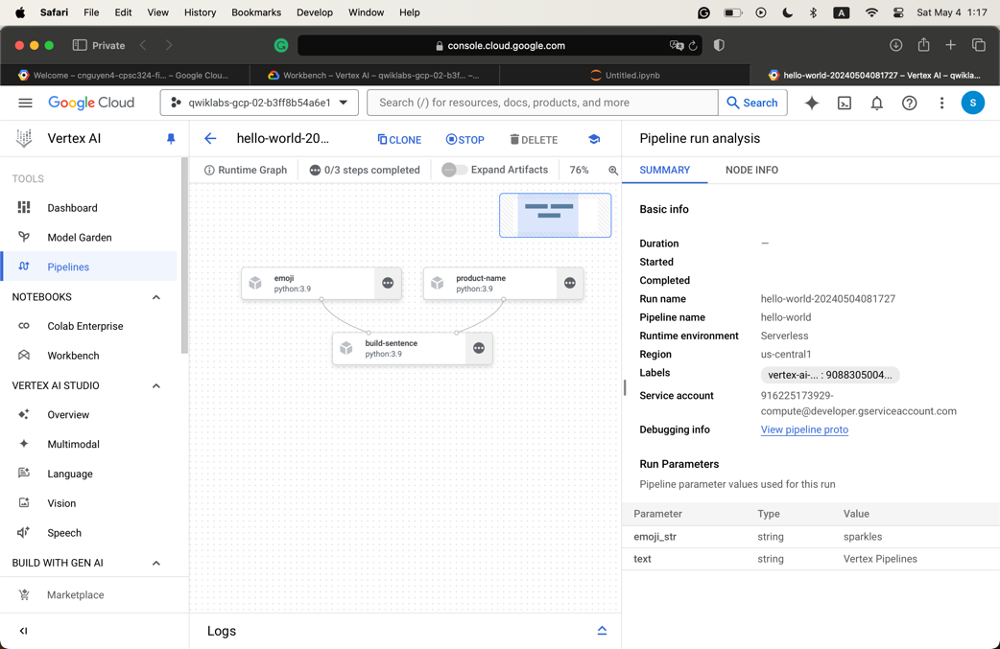 Safari File Edit View History Bookmarks Develop Window Help A Sat May 4 1:17
Private console.cloud.google.com
Welcome – cnguyen4-cpsc324-fi... – Google Clou... Workbench – Vertex AI – qwiklabs-gcp-02-b3f... –... Untitled.ipynb hello-world-20240504081727 – Vertex AI – qwikla...
Google Cloud qwiklabs-gcp-02-b3ff8b54a6e1 Search (/) for resources, docs, products, and more Search S
Vertex AI
TOOLS
Dashboard
Model Garden
Pipelines
NOTEBOOKS
Colab Enterprise
Workbench
VERTEX AI STUDIO
Overview
Multimodal
Language
Vision
Speech
BUILD WITH GEN AI
Marketplace
hello-world-20... CLONE STOP DELETE
Runtime Graph 0/3 steps completed Expand Artifacts 76%
emoji
python:3.9
product-name
python:3.9
build-sentence
python:3.9
Logs
Pipeline run analysis
SUMMARY NODE INFO
Basic info
Duration —
Started
Completed
Run name hello-world-20240504081727
Pipeline name hello-world
Runtime environment Serverless
Region us-central1
Labels vertex-ai-... : 9088305004...
Service account 916225173929-
compute@developer.gserviceaccount.com
Debugging info View pipeline proto
Run Parameters
Pipeline parameter values used for this run
Parameter Type Value
emoji_str string sparkles
text string Vertex Pipelines